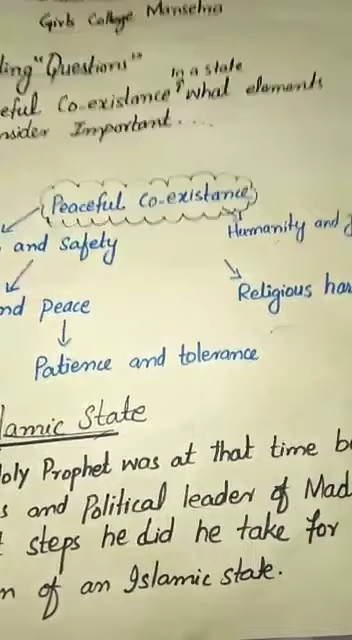 Girls College Mansehra
"Questions"
in a state
Co-existance what elements
Important....
Peaceful Co-existance
and Safety
Humanity and
and peace
Religious
Patience and tolerance
Islamic State
Holy Prophet was at that time
and Political leader of
steps he did he take for
of an Islamic state.